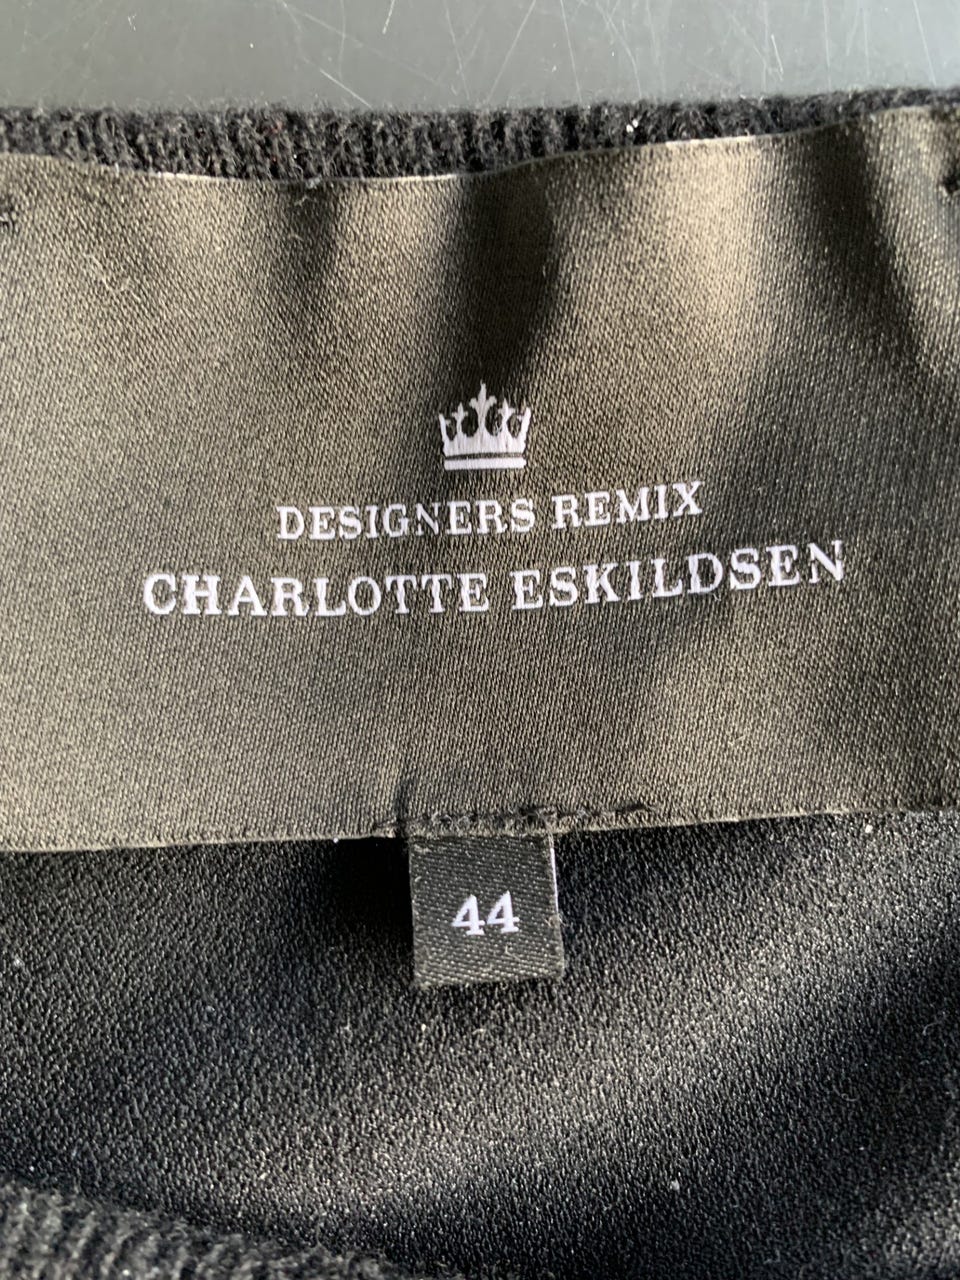 DESIGNERS REMIX
CHARLOTTE ESKILDSEN
44